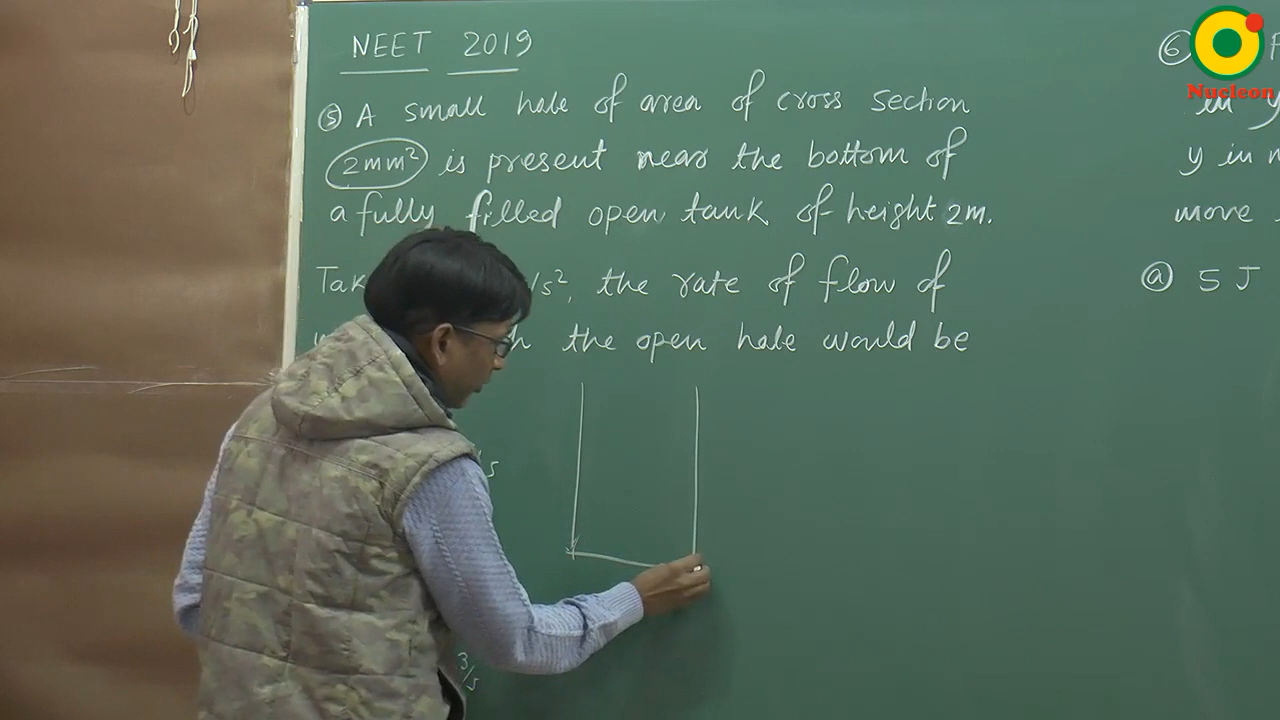 NEET 2019
⑤ A small hole of area of cross section
2mm² is present near the bottom of
a fully filled open tank of height 2m.
/s², the rate of flow of
the open hole would be
3/s
⑥
in y
y in
move
ⓐ 5 J
Nucleon